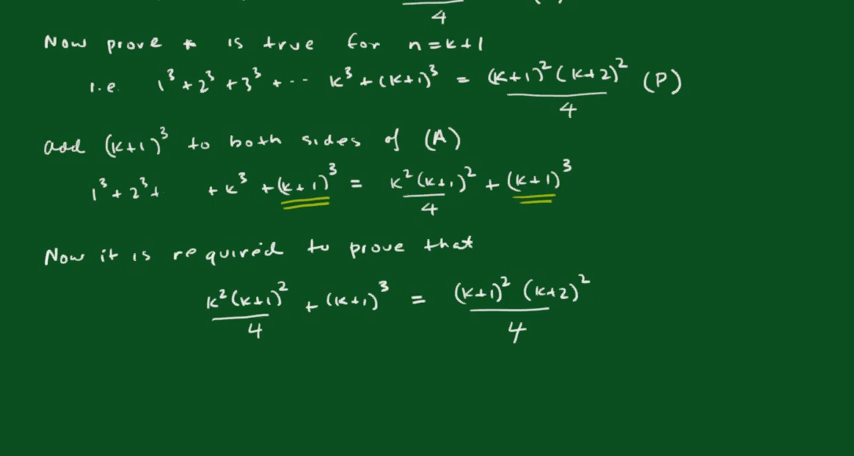 4
Now prove * is true for n=k+1
i.e. 1³+2³+3³+ ··· k³+(k+1)³ = (k+1)²(k+2)²/4 (P)
add (k+1)³ to both sides of (A)
1³+2³+ +k³+(k+1)³ = k²(k+1)²/4 + (k+1)³
Now it is required to prove that
k²(k+1)²/4 + (k+1)³ = (k+1)² (k+2)²/4